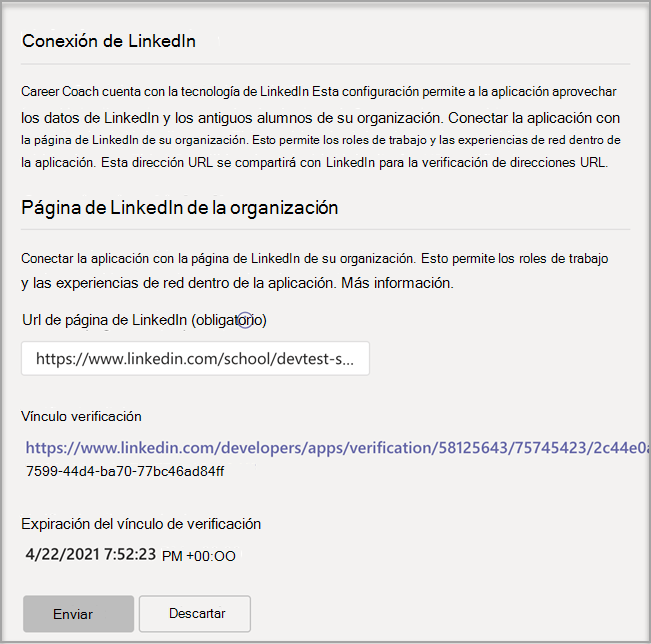 Conexión de LinkedIn
Career Coach cuenta con la tecnología de LinkedIn Esta configuración permite a la aplicación aprovechar
los datos de LinkedIn y los antiguos alumnos de su organización. Conectar la aplicación con
la página de LinkedIn de su organización. Esto permite los roles de trabajo y las experiencias de red dentro de
la aplicación. Esta dirección URL se compartirá con LinkedIn para la verificación de direcciones URL.
Página de LinkedIn de la organización
Conectar la aplicación con la página de LinkedIn de su organización. Esto permite los roles de trabajo
y las experiencias de red dentro de la aplicación. Más información.
Url de página de LinkedIn (obligatorio)
https://www.linkedin.com/school/devtest-s...
Vínculo verificación
https://www.linkedin.com/developers/apps/verification/58125643/75745423/2c44e0a
7599-44d4-ba70-77bc46ad84ff
Expiración del vínculo de verificación
4/22/2021 7:52:23 PM +00:OO
Enviar
Descartar